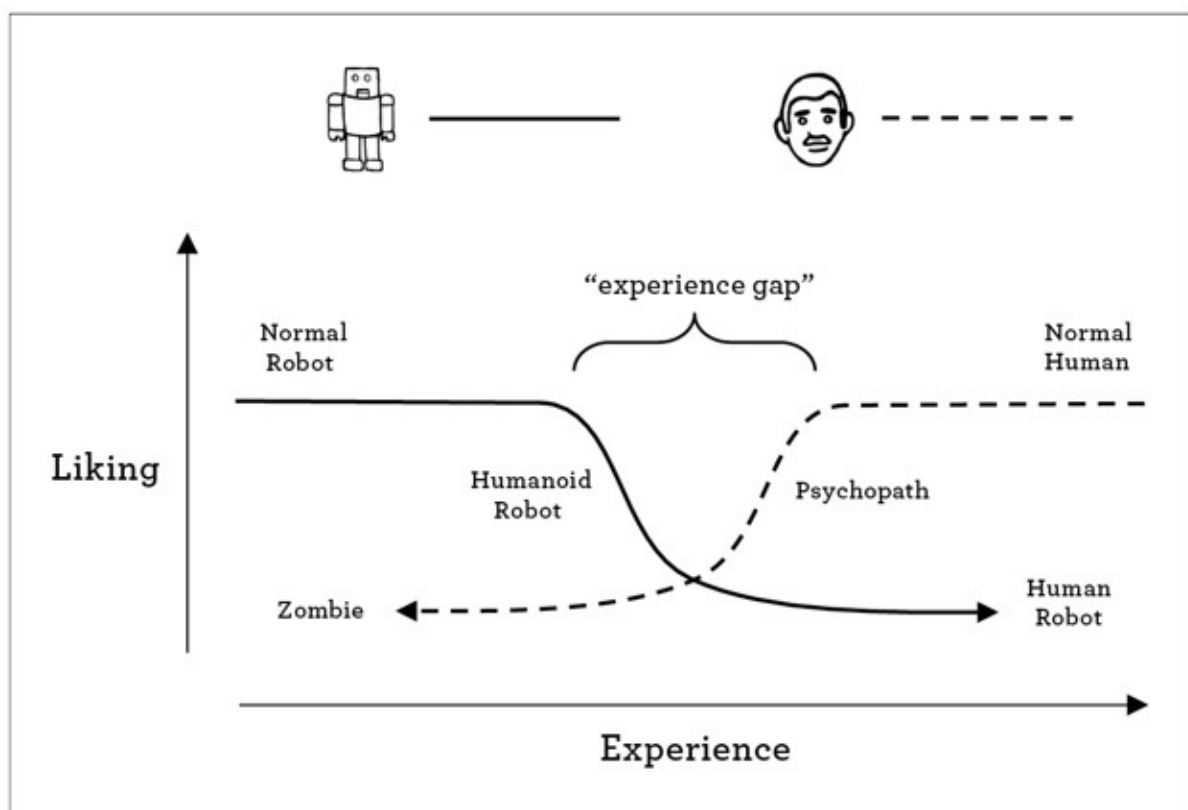 “experience gap”
Normal
Robot
Normal
Human
Liking
Humanoid
Robot
Psychopath
Zombie
Human
Robot
Experience